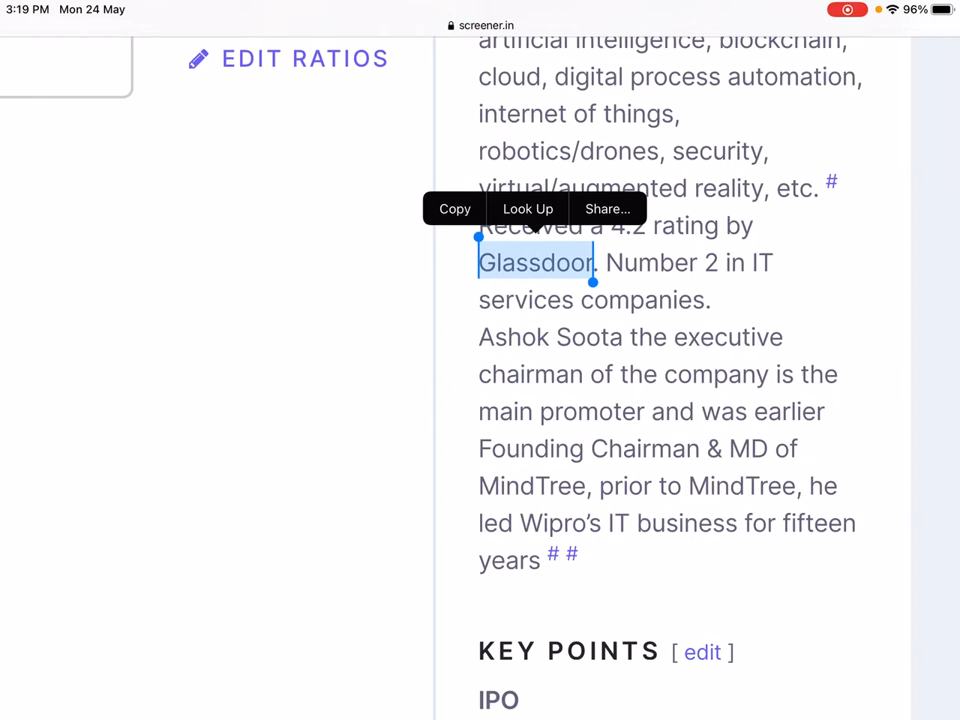 3:19 PM Mon 24 May
96%
screener.in
EDIT RATIOS
artificial intelligence, blockchain,
cloud, digital process automation,
internet of things,
robotics/drones, security,
virtual/augmented reality, etc. #
Copy Look Up Share...
Received a 4.2 rating by
Glassdoor. Number 2 in IT
services companies.
Ashok Soota the executive
chairman of the company is the
main promoter and was earlier
Founding Chairman & MD of
MindTree, prior to MindTree, he
led Wipro’s IT business for fifteen
years # #
KEY POINTS [ edit ]
IPO